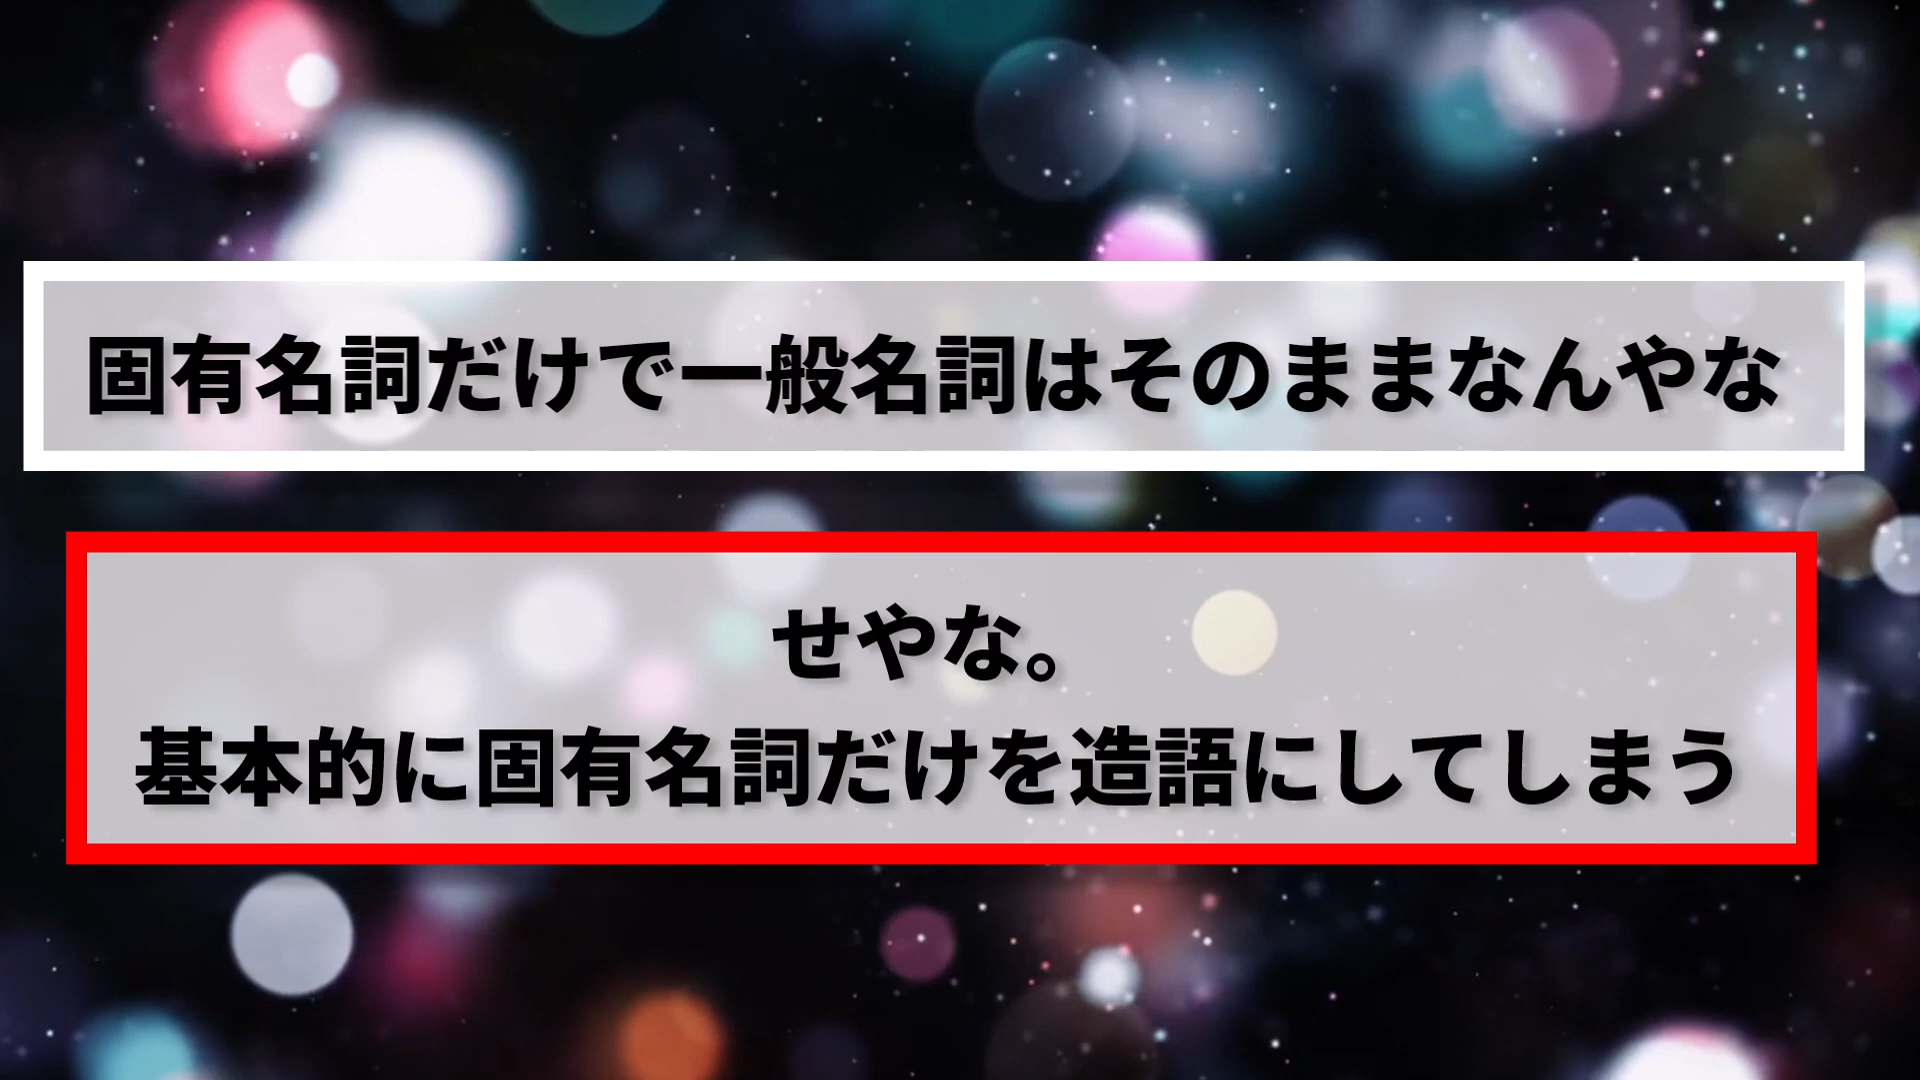 固有名詞だけで一般名詞はそのままなんやな
せやな。
基本的に固有名詞だけを造語にしてしまう